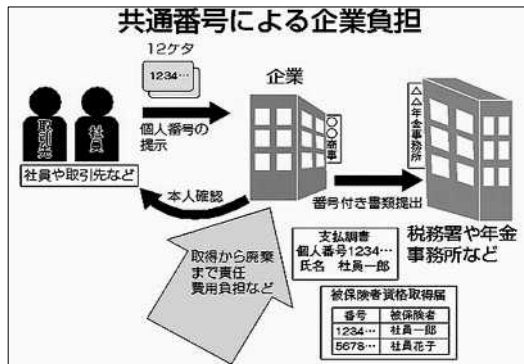 共通番号による企業負担
12ケタ
1234…
企業
取引先
社員
個人番号の
提示
〇〇商事
△△年金事務所
社員や取引先など
本人確認
番号付き書類提出
税務署や年金
事務所など
取得から廃棄
まで責任
費用負担など
支払調書
個人番号1234…
氏名 社員一郎
被保険者資格取得届
番号 被保険者
1234… 社員一郎
5678… 社員花子